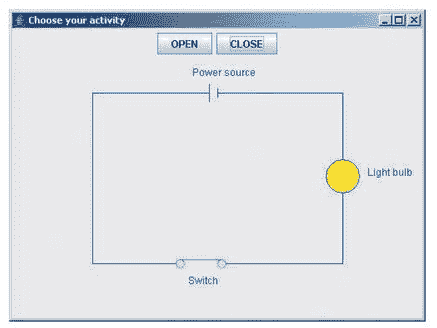 Choose your activity
OPEN CLOSE
Power source
Light bulb
Switch